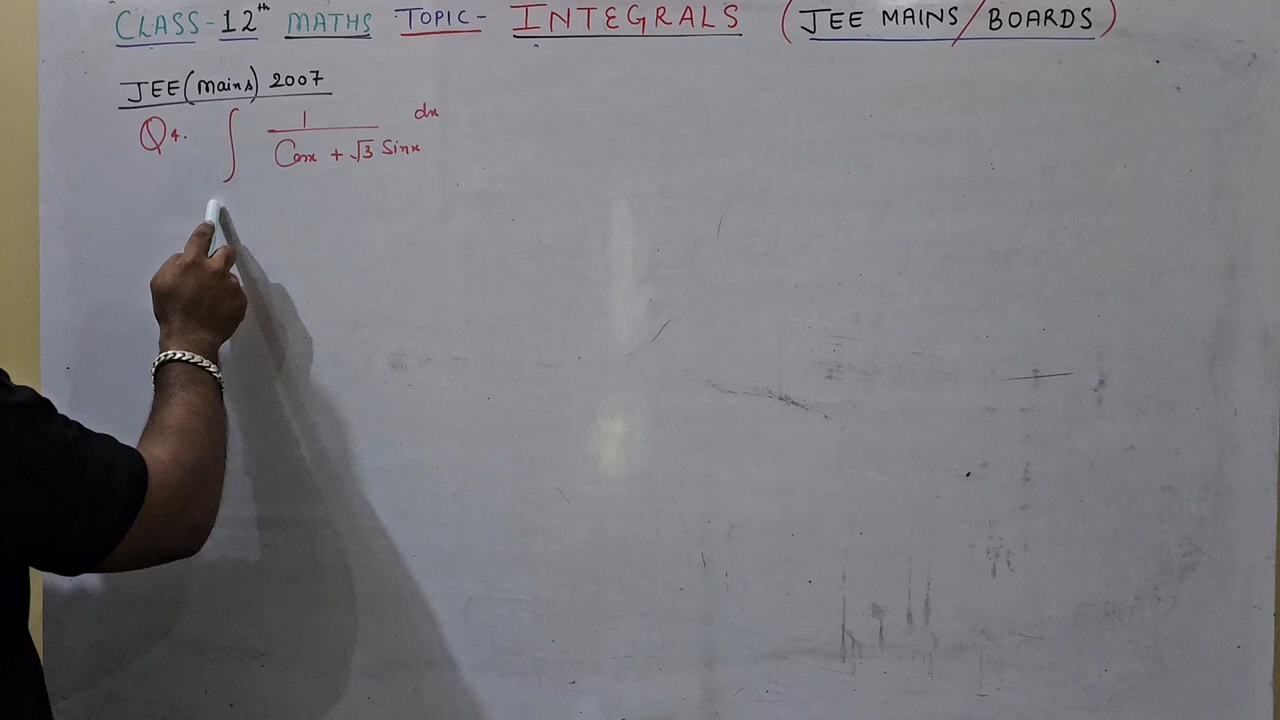 CLASS-12th MATHS TOPIC- INTEGRALS (JEE MAINS/BOARDS)
JEE(Mains) 2007
Q4. ∫ 1 / (Cosx + √3 Sinx) dx